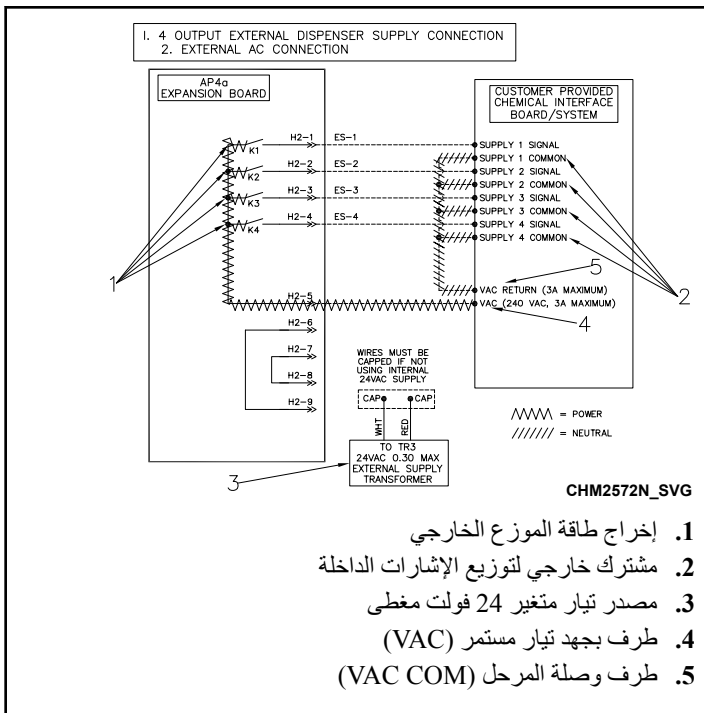 I. 4 OUTPUT EXTERNAL DISPENSER SUPPLY CONNECTION
2. EXTERNAL AC CONNECTION
AP4a
EXPANSION BOARD
CUSTOMER PROVIDED
CHEMICAL INTERFACE
BOARD/SYSTEM
K1
H2-1
ES-1
SUPPLY 1 SIGNAL
SUPPLY 1 COMMON
K2
H2-2
ES-2
SUPPLY 2 SIGNAL
SUPPLY 2 COMMON
K3
H2-3
ES-3
SUPPLY 3 SIGNAL
SUPPLY 3 COMMON
K4
H2-4
ES-4
SUPPLY 4 SIGNAL
SUPPLY 4 COMMON
1
2
5
VAC RETURN (3A MAXIMUM)
H2-5
VAC (240 VAC, 3A MAXIMUM)
4
H2-6
H2-7
H2-8
H2-9
WIRES MUST BE
CAPPED IF NOT
USING INTERNAL
24VAC SUPPLY
CAP
CAP
WHT
RED
TO TR3
24VAC 0.30 MAX
EXTERNAL SUPPLY
TRANSFORMER
3
= POWER
= NEUTRAL
CHM2572N_SVG
1. إخراج طاقة الموزع الخارجي
2. مشترك خارجي لتوزيع الإشارات الداخلة
3. مصدر تيار متغير 24 فولت مغطى
4. طرف بجهد تيار مستمر (VAC)
5. طرف وصلة المرحل (VAC COM)